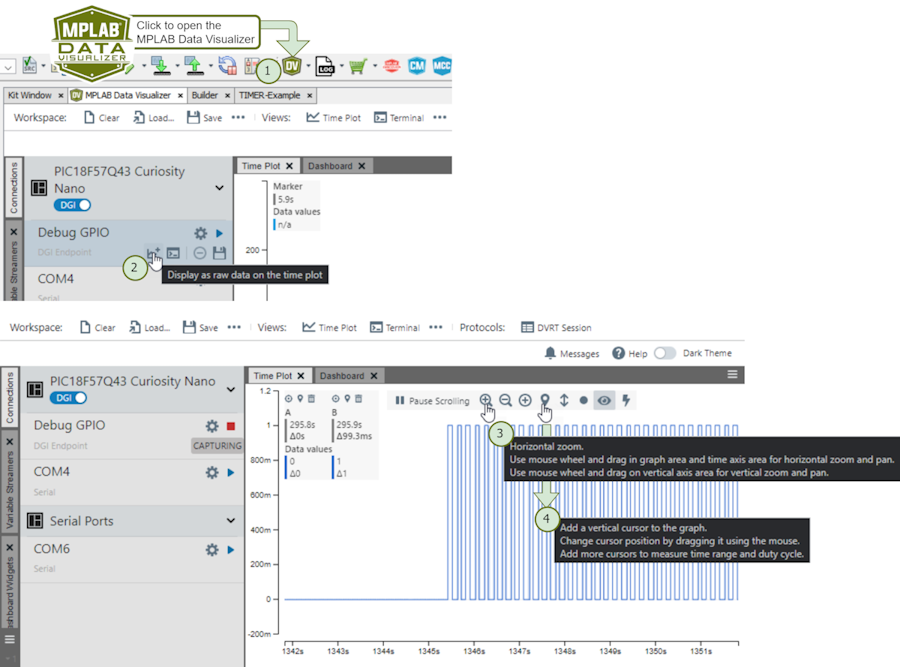 MPLAB®
DATA
VISUALIZER
Click to open the
MPLAB Data Visualizer
1
DV
LOG
CM
MCC
Kit Window × DV MPLAB Data Visualizer × Builder × TIMER-Example ×
Workspace: Clear Load... Save ••• Views: Time Plot Terminal •••
Connections
Variable Streamers
PIC18F57Q43 Curiosity
Nano
DGI
Debug GPIO
DGI Endpoint
COM4
Serial
2
Display as raw data on the time plot
Time Plot × Dashboard ×
Marker
5.9s
Data values
n/a
200
Workspace: Clear Load... Save ••• Views: Time Plot Terminal ••• Protocols: DVRT Session
Messages Help Dark Theme
Connections
Variable Streamers
Dashboard Widgets
PIC18F57Q43 Curiosity Nano
DGI
Debug GPIO
DGI Endpoint
CAPTURING
COM4
Serial
Serial Ports
COM6
Serial
Time Plot × Dashboard ×
Pause Scrolling
A B
295.8s 295.9s
Δ0s Δ99.3ms
Data values
0 1
Δ0 Δ1
1.2
1
800m
600m
400m
200m
0
-200m
3
Horizontal zoom.
Use mouse wheel and drag in graph area and time axis area for horizontal zoom and pan.
Use mouse wheel and drag on vertical axis area for vertical zoom and pan.
4
Add a vertical cursor to the graph.
Change cursor position by dragging it using the mouse.
Add more cursors to measure time range and duty cycle.
1342s 1343s 1344s 1345s 1346s 1347s 1348s 1349s 1350s 1351s